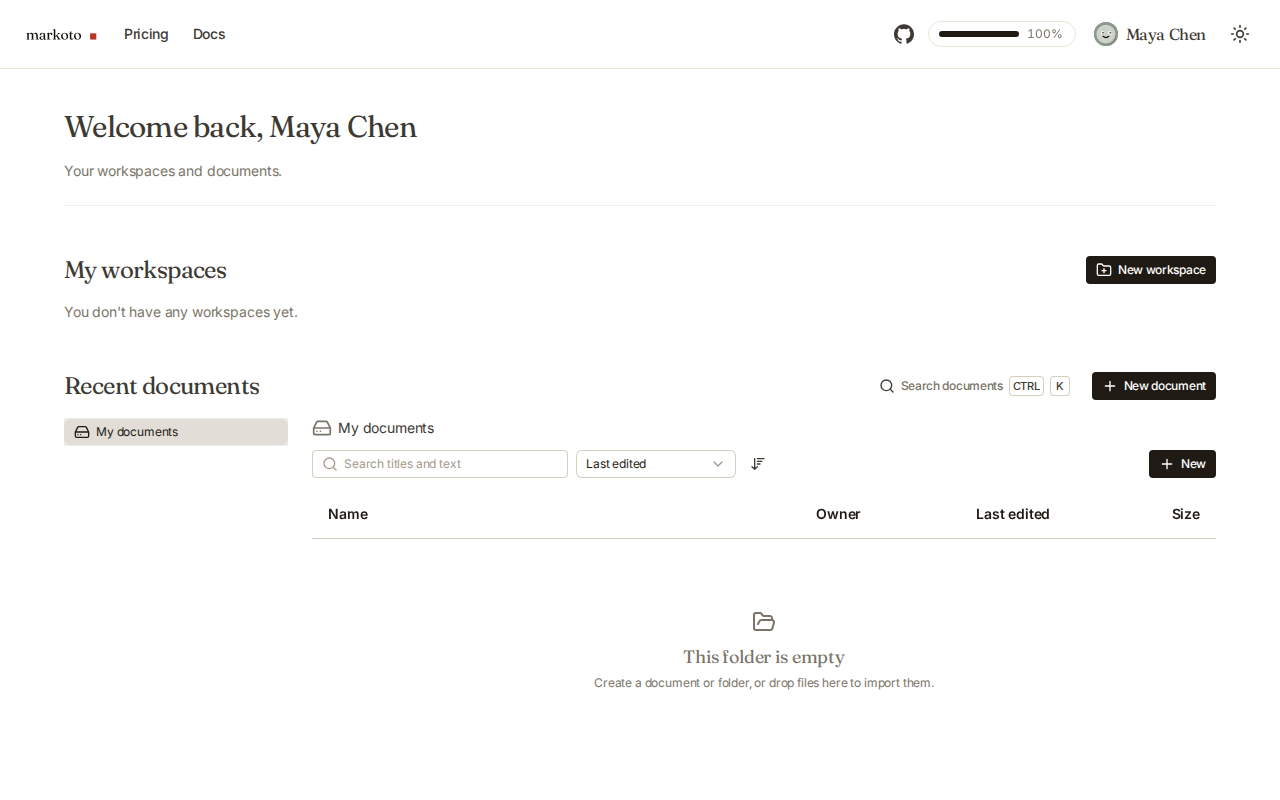 markoto Pricing Docs 100% Maya Chen
Welcome back, Maya Chen
Your workspaces and documents.
My workspaces New workspace
You don't have any workspaces yet.
Recent documents Search documents CTRL K New document
My documents
My documents
Search titles and text Last edited New
Name Owner Last edited Size
This folder is empty
Create a document or folder, or drop files here to import them.